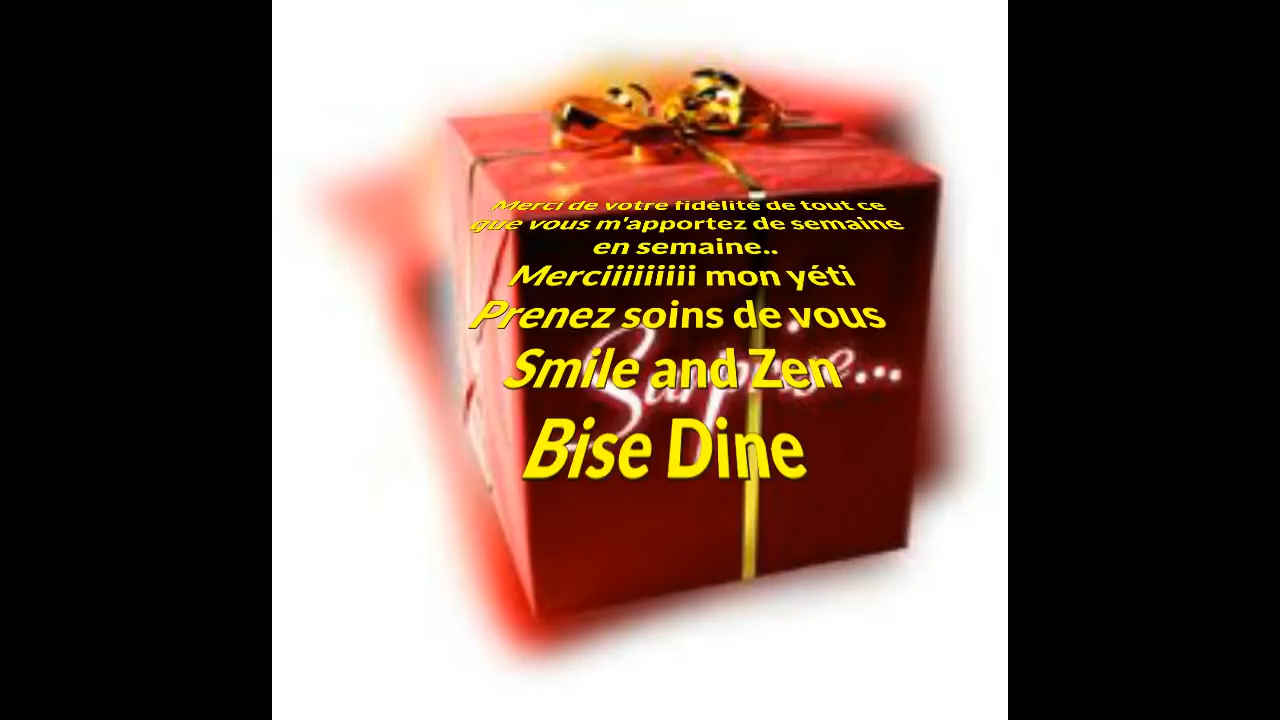 Merci de votre fidélité de tout ce
que vous m'apportez de semaine
en semaine..
Merciiiiiiiii mon yéti
Prenez soins de vous
Smile and Zen
Surprise...
Bise Dine